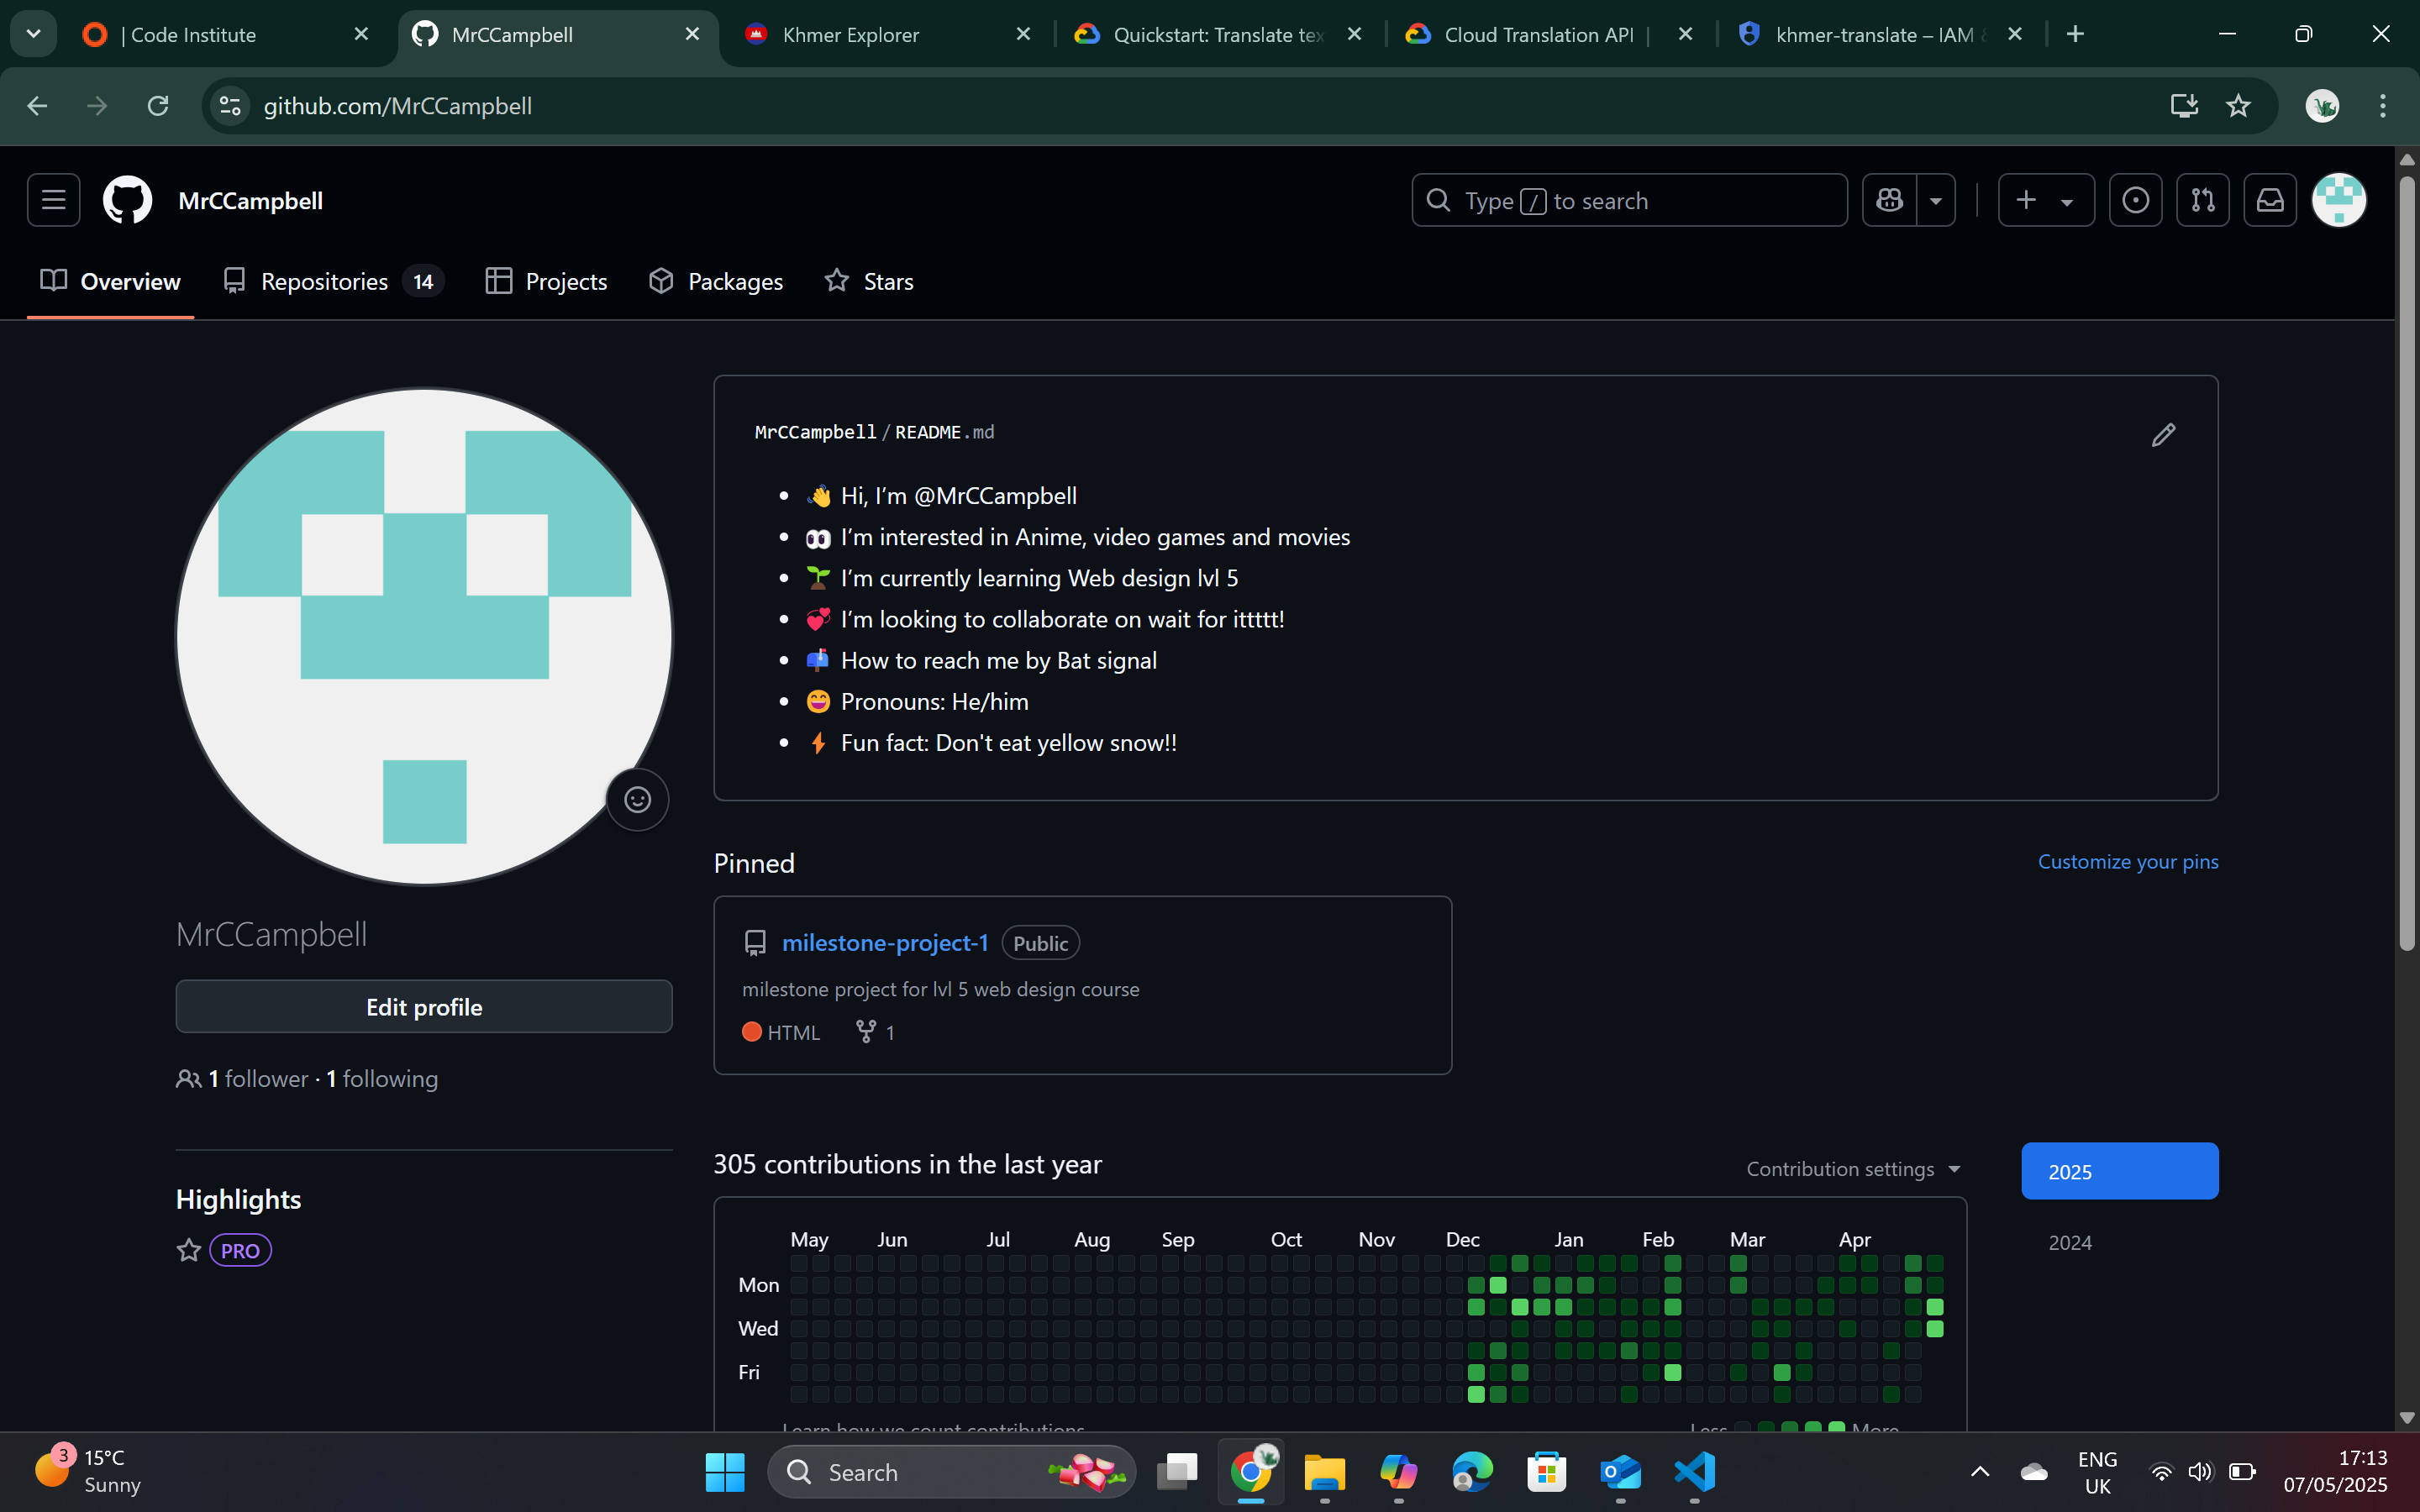 | Code Institute
MrCCampbell
Khmer Explorer
Quickstart: Translate tex
Cloud Translation API |
khmer-translate – IAM &
github.com/MrCCampbell
MrCCampbell
Type / to search
Overview
Repositories 14
Projects
Packages
Stars
MrCCampbell / README.md
👋 Hi, I’m @MrCCampbell
👀 I’m interested in Anime, video games and movies
🌱 I’m currently learning Web design lvl 5
💞️ I’m looking to collaborate on wait for ittttt!
📫 How to reach me by Bat signal
😄 Pronouns: He/him
⚡ Fun fact: Don't eat yellow snow!!
MrCCampbell
Edit profile
1 follower · 1 following
Highlights
PRO
Pinned
Customize your pins
milestone-project-1 Public
milestone project for lvl 5 web design course
HTML 1
305 contributions in the last year
Contribution settings
2025
2024
May Jun Jul Aug Sep Oct Nov Dec Jan Feb Mar Apr
Mon
Wed
Fri
Learn how we count contributions
Less More
3
15°C
Sunny
Search
ENG
UK
17:13
07/05/2025